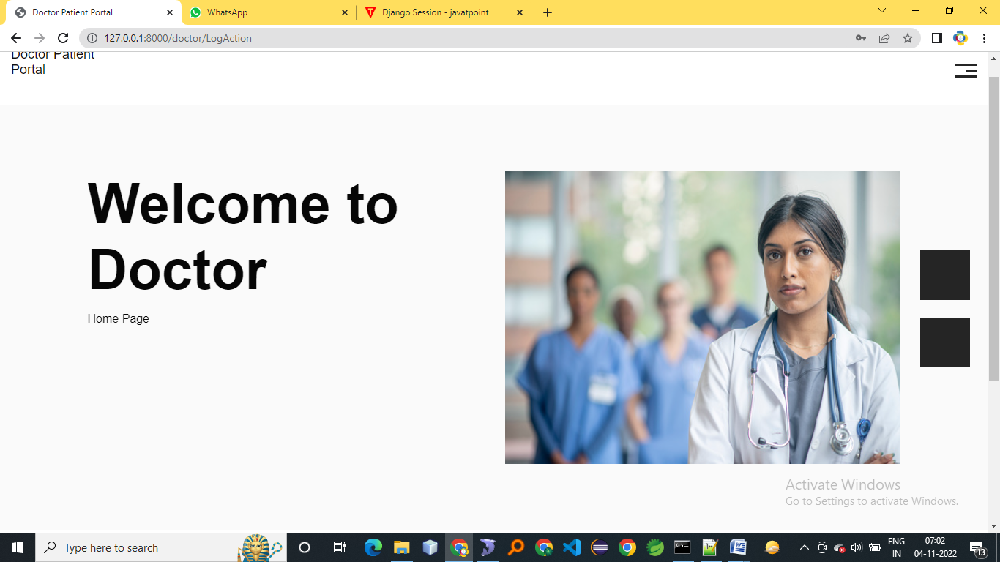 Doctor Patient Portal
WhatsApp
Django Session - javatpoint
127.0.0.1:8000/doctor/LogAction
Doctor Patient
Portal
Welcome to
Doctor
Home Page
Activate Windows
Go to Settings to activate Windows.
Type here to search
ENG
IN
07:02
04-11-2022
13